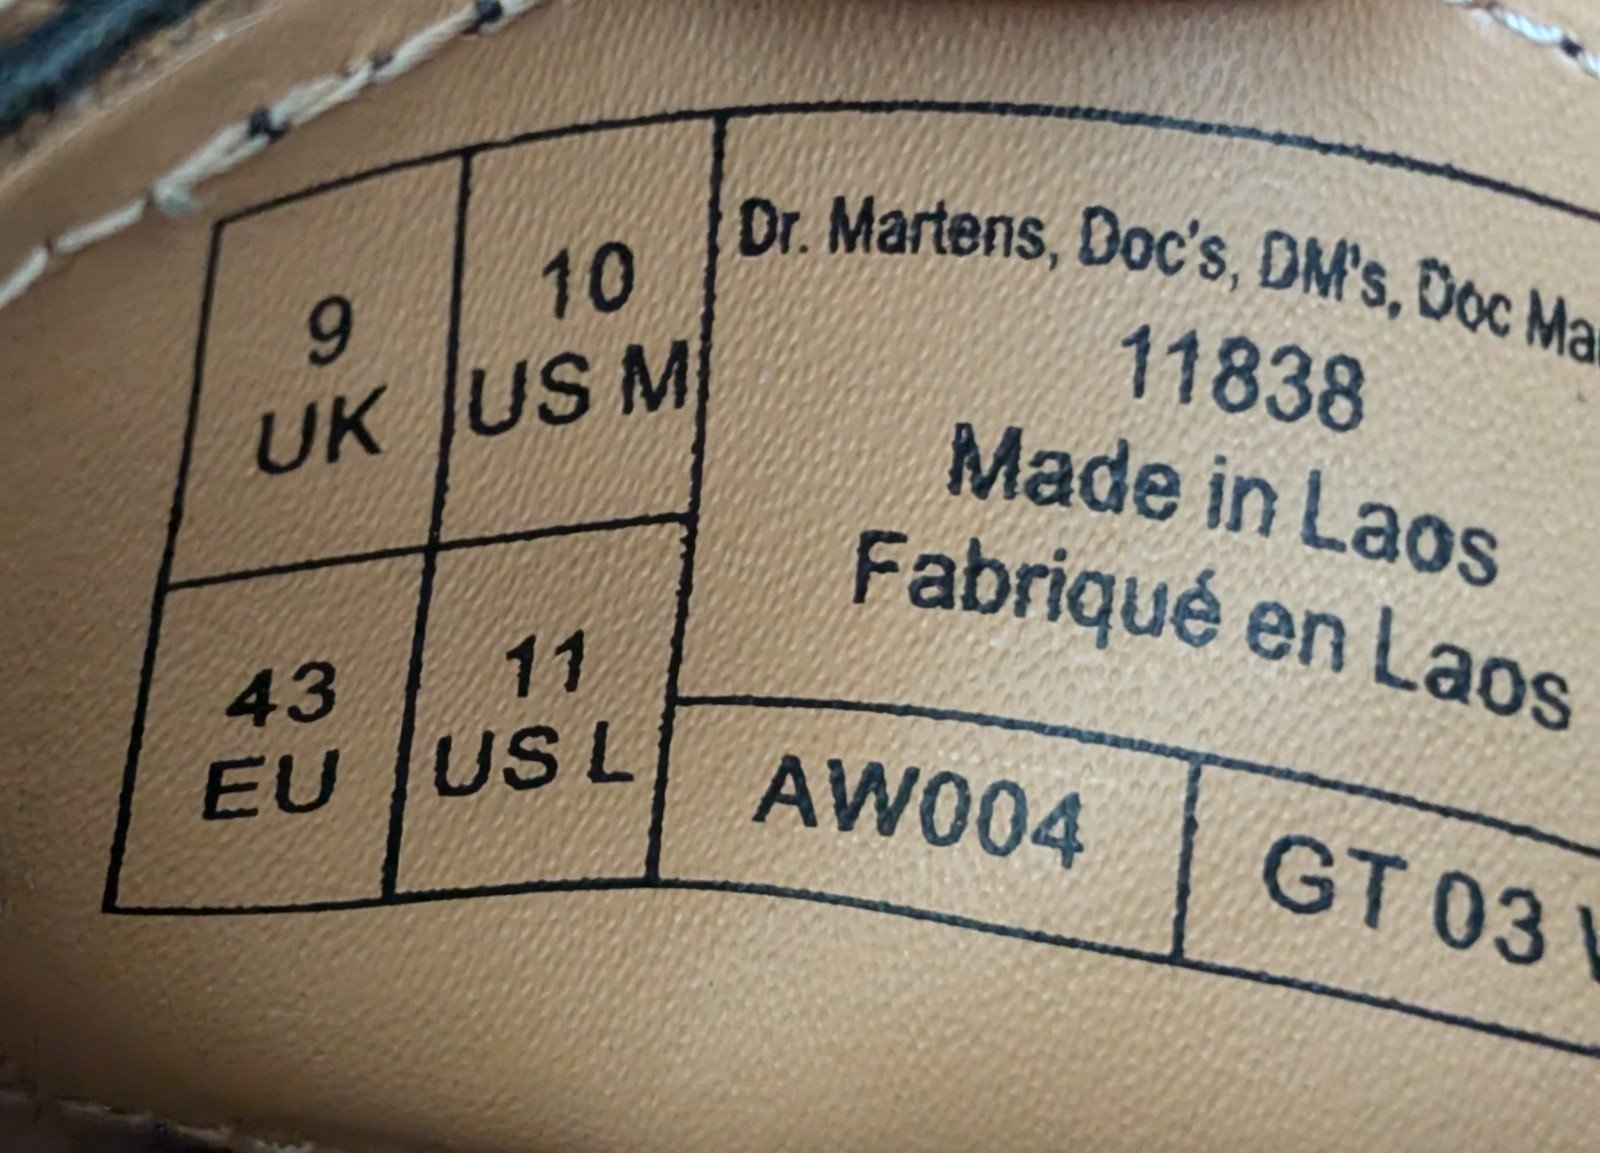 9
UK
10
US M
43
EU
11
US L
Dr. Martens, Doc's, DM's, Doc
11838
Made in Laos
Fabriqué en Laos
AW004
GT 03